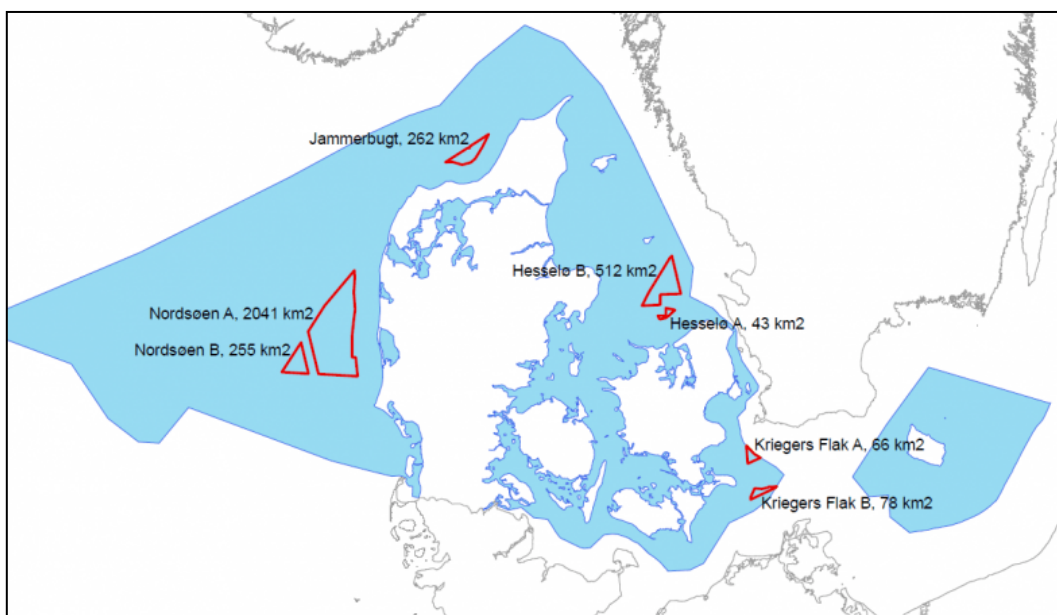 Jammerbugt, 262 km2
Hesselø B, 512 km2
Nordsøen A, 2041 km2
Hesselø A, 43 km2
Nordsøen B, 255 km2
Kriegers Flak A, 66 km2
Kriegers Flak B, 78 km2